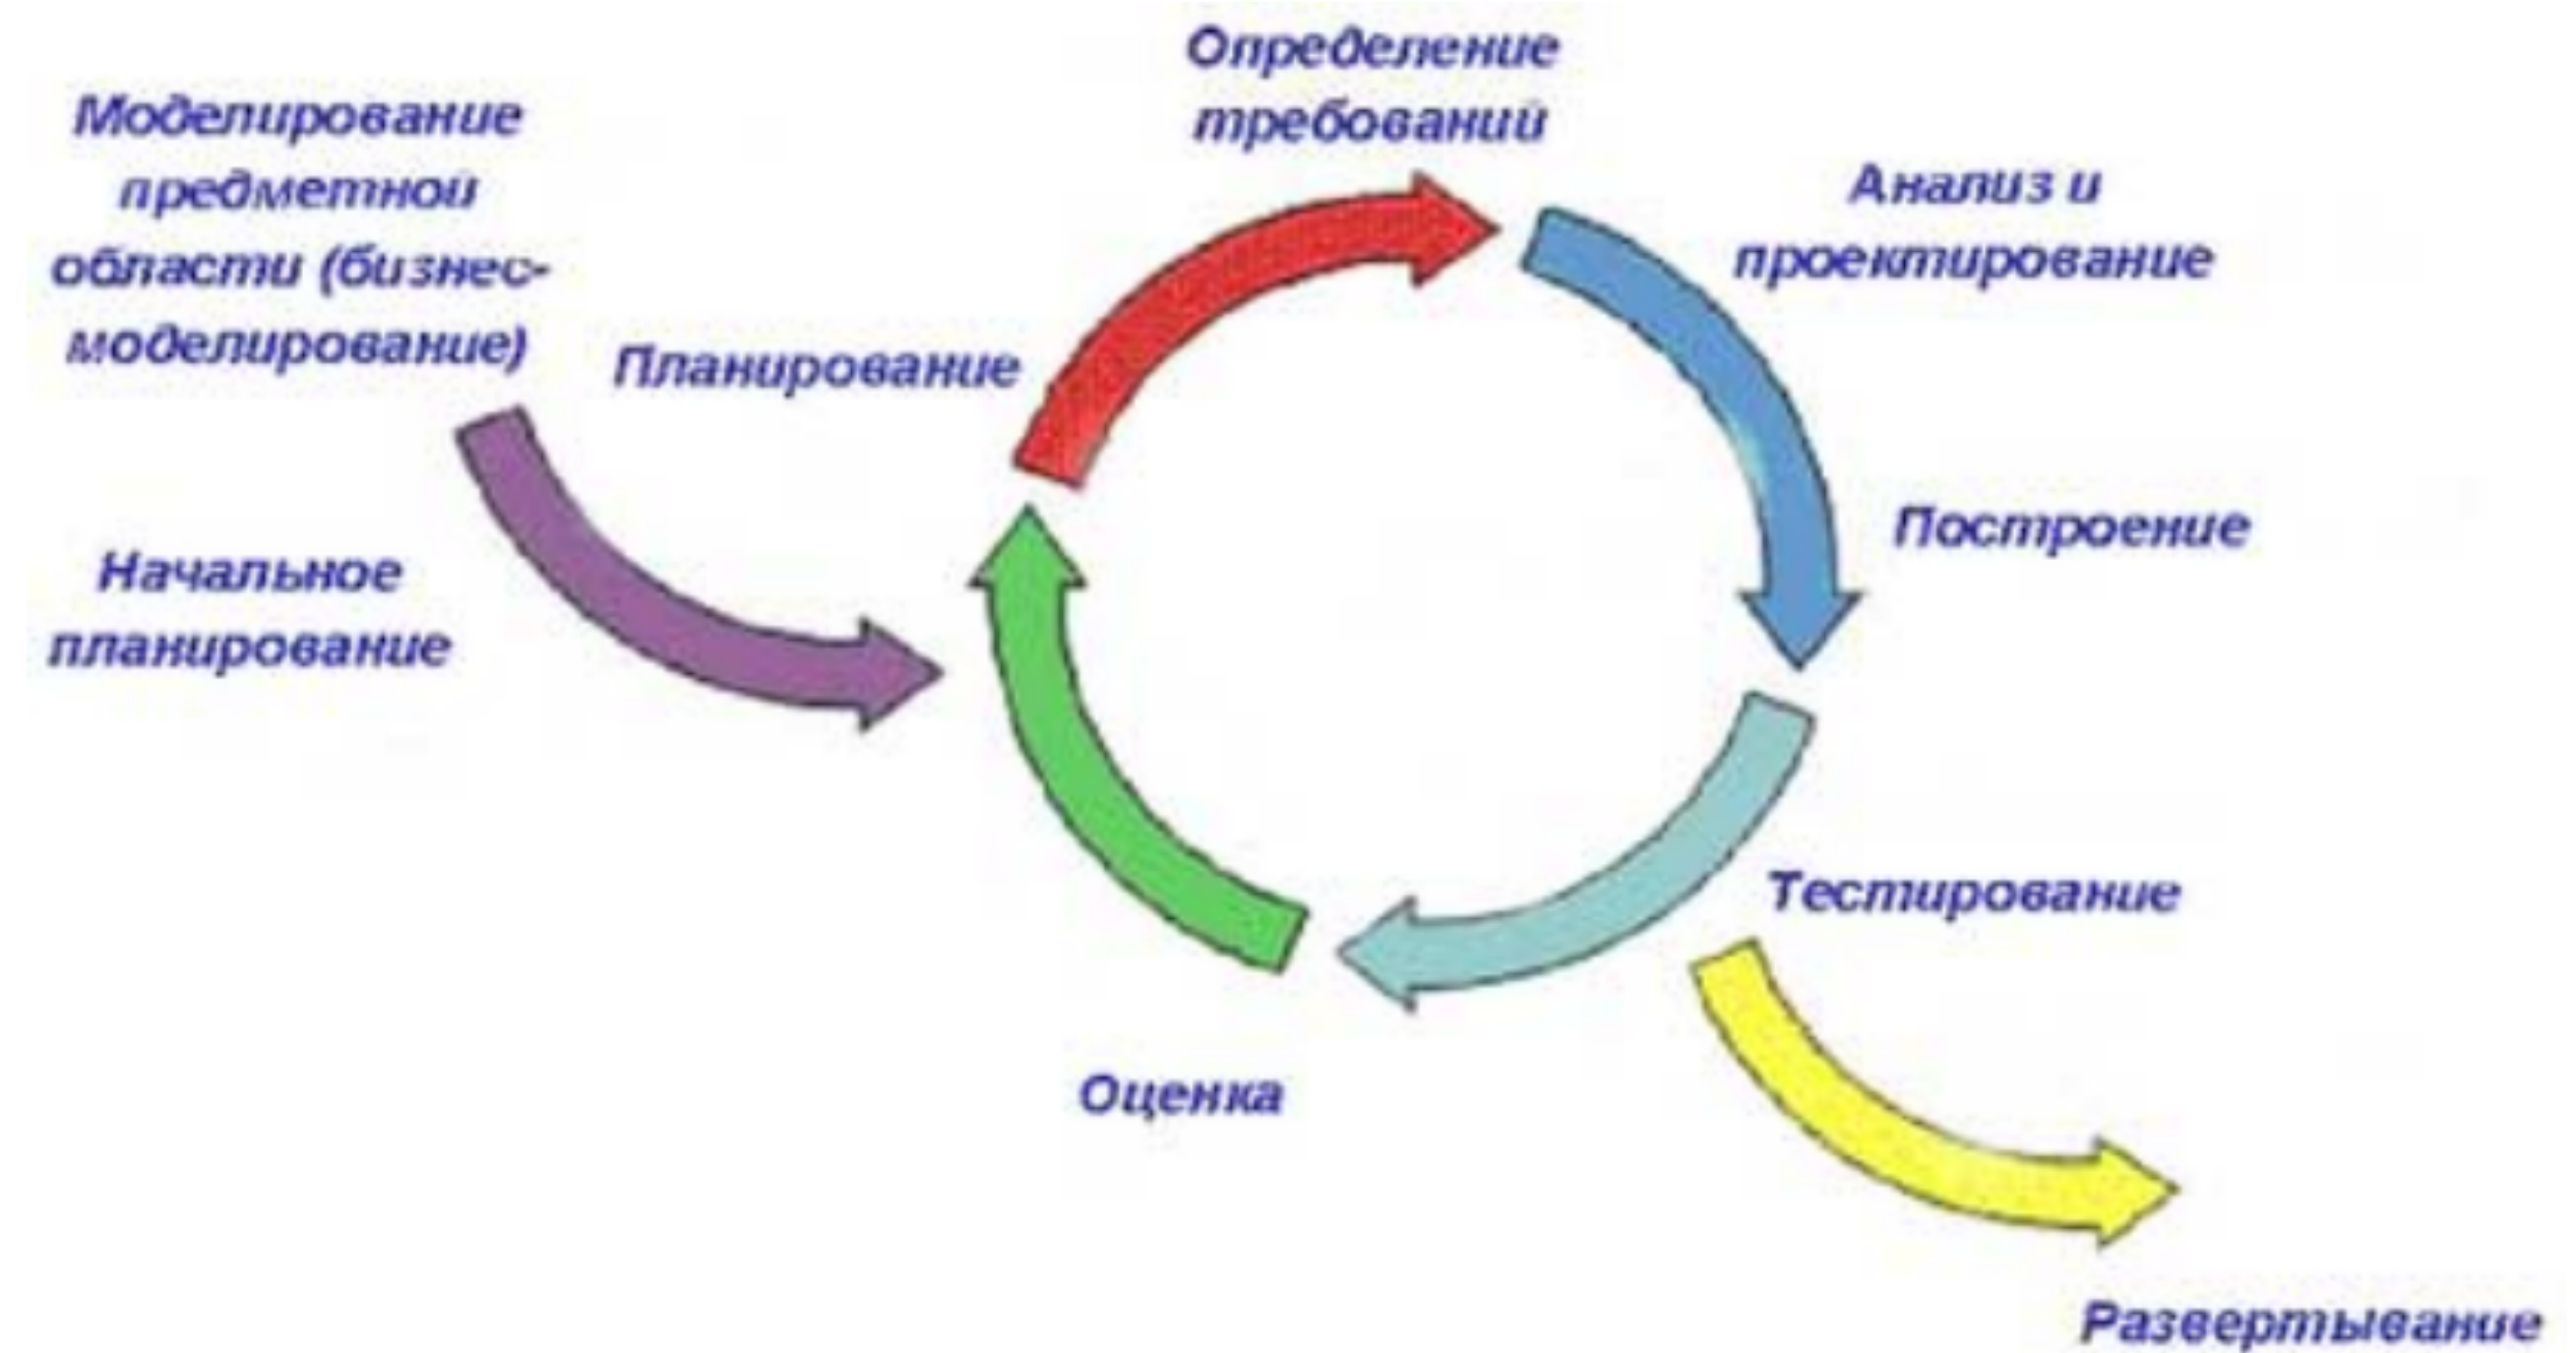 Моделирование
предметной
области (бизнес-
моделирование)
Начальное
планирование
Планирование
Определение
требований
Анализ и
проектирование
Построение
Тестирование
Оценка
Развертывание